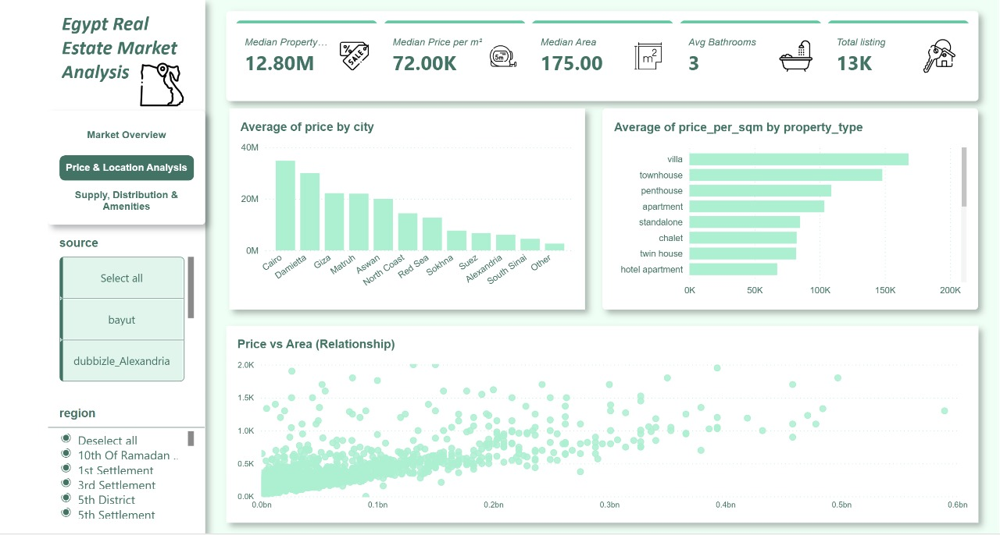 Egypt Real
Estate Market
Analysis
Market Overview
Price & Location Analysis
Supply, Distribution &
Amenities
source
Select all
bayut
dubbizle_Alexandria
region
Deselect all
10th Of Ramadan ..
1st Settlement
3rd Settlement
5th District
5th Settlement
Median Property...
12.80M
%
SALE
Median Price per m²
72.00K
5m
Median Area
175.00
m²
Avg Bathrooms
3
Total listing
13K
Average of price by city
40M
20M
0M
Cairo
Damietta
Giza
Matruh
Aswan
North Coast
Red Sea
Sokhna
Suez
Alexandria
South Sinai
Other
Average of price_per_sqm by property_type
villa
townhouse
penthouse
apartment
standalone
chalet
twin house
hotel apartment
0K 50K 100K 150K 200K
Price vs Area (Relationship)
2.0K
1.5K
1.0K
0.5K
0.0K
0.0bn 0.1bn 0.2bn 0.3bn 0.4bn 0.5bn 0.6bn